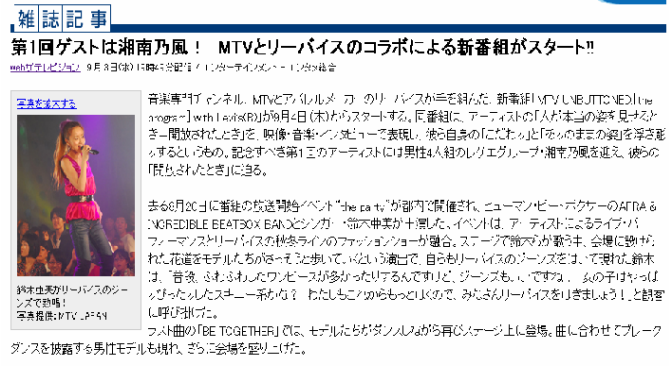 雑誌記事
第1回ゲストは湘南乃風！ MTVとリーバイスのコラボによる新番組がスタート!!
webザテレビジョン 9月3日(水)
写真を拡大する
鈴木亜美がリーバイスのジー
ンズで熱唱！
写真提供:MTV JAPAN
音楽専門チャンネル、MTVとアパレルメーカーのリーバイスが手を組んだ、新番組「MTV UNBUTTONED [the
program] with Levi's(R)」が9月4日(木)からスタートする。同番組は、アーティストの「人が本当の姿を見せると
き＝開放されたとき」を、映像・音楽・インタビューで表現し、彼ら自身の「こだわり」と「そのままの姿」を浮き彫
りするというもの。記念すべき第1回のアーティストには男性4人組のレゲエグループ・湘南乃風を迎え、彼らの
「開放されたとき」に迫る。
去る8月20日に番組の放送開始イベント“the party”が都内で開催され、ヒューマン・ビートボクサーのAFRA &
INCREDIBLE BEATBOX BANDとシンガー・鈴木亜美が出演した。イベントは、アーティストによるライブ・パ
フォーマンスとリーバイスの秋冬ラインのファッションショーが融合。ステージで鈴木らが歌う中、会場に設けら
れた花道をモデルたちがさっそうと歩いていくという演出で、自らもリーバイスのジーンズをはいて現れた鈴木
は、「普段、ふわふわしたワンピースが多かったりするんですけど、ジーンズもいいですね！ 女の子はやっぱ
りぴったりしたスキニー系かな？ わたしもこれからもっとはくので、みなさんリーバイスをはきましょう！」と観客
に呼び掛けた。
ラスト曲の「BE TOGETHER」では、モデルたちがダンスしながら再びステージ上に登場。曲に合わせてブレーク
ダンスを披露する男性モデルも現れ、さらに会場を盛り上げた。